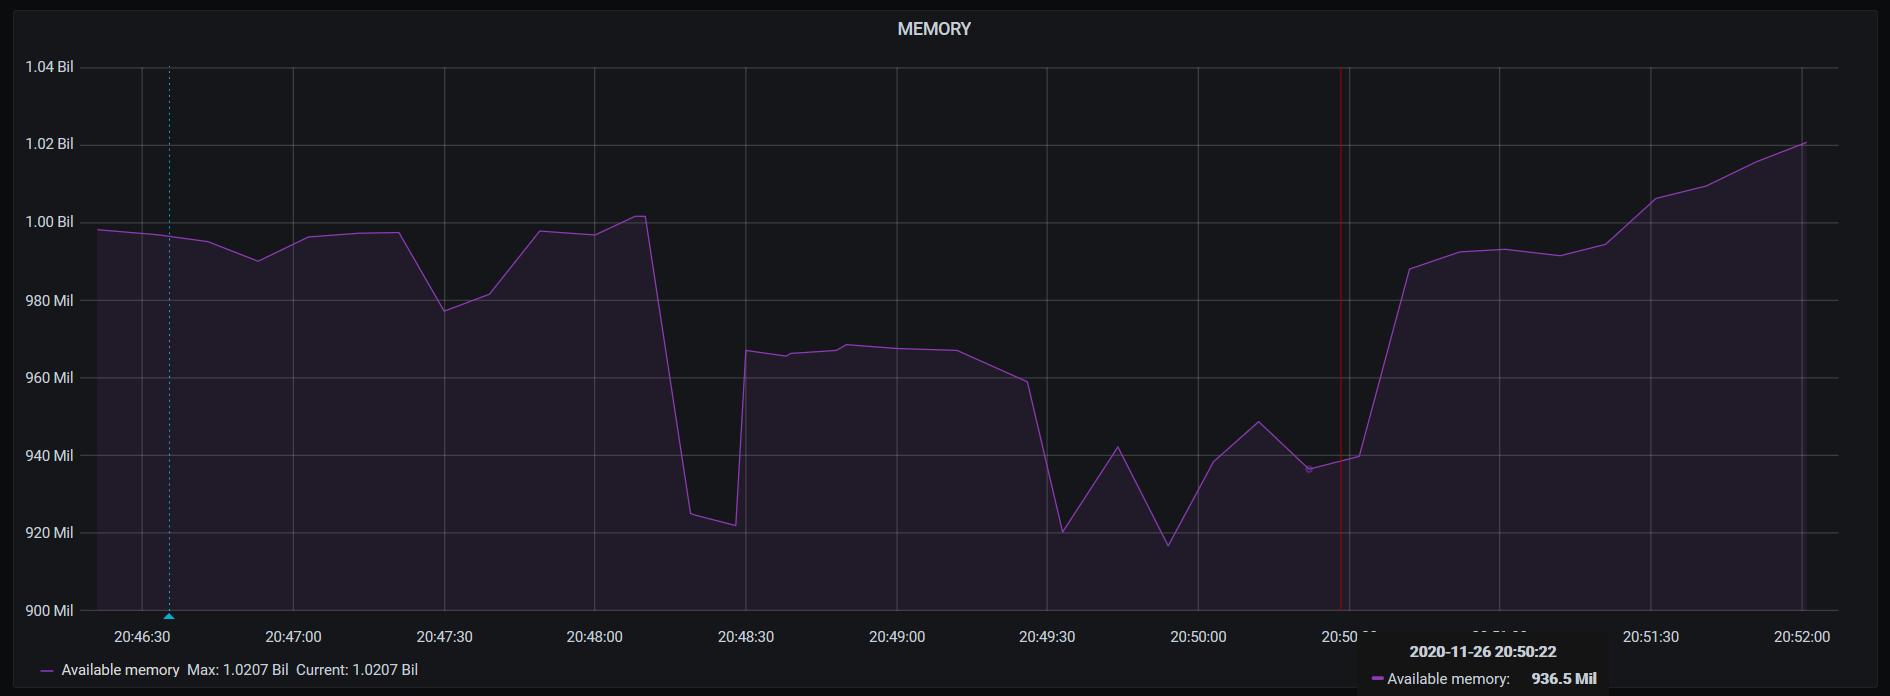 MEMORY
1.04 Bil
1.02 Bil
1.00 Bil
980 Mil
960 Mil
940 Mil
920 Mil
900 Mil
20:46:30 20:47:00 20:47:30 20:48:00 20:48:30 20:49:00 20:49:30 20:50:00 20:50 20:51:30 20:52:00
Available memory Max: 1.0207 Bil Current: 1.0207 Bil
2020-11-26 20:50:22
Available memory: 936.5 Mil